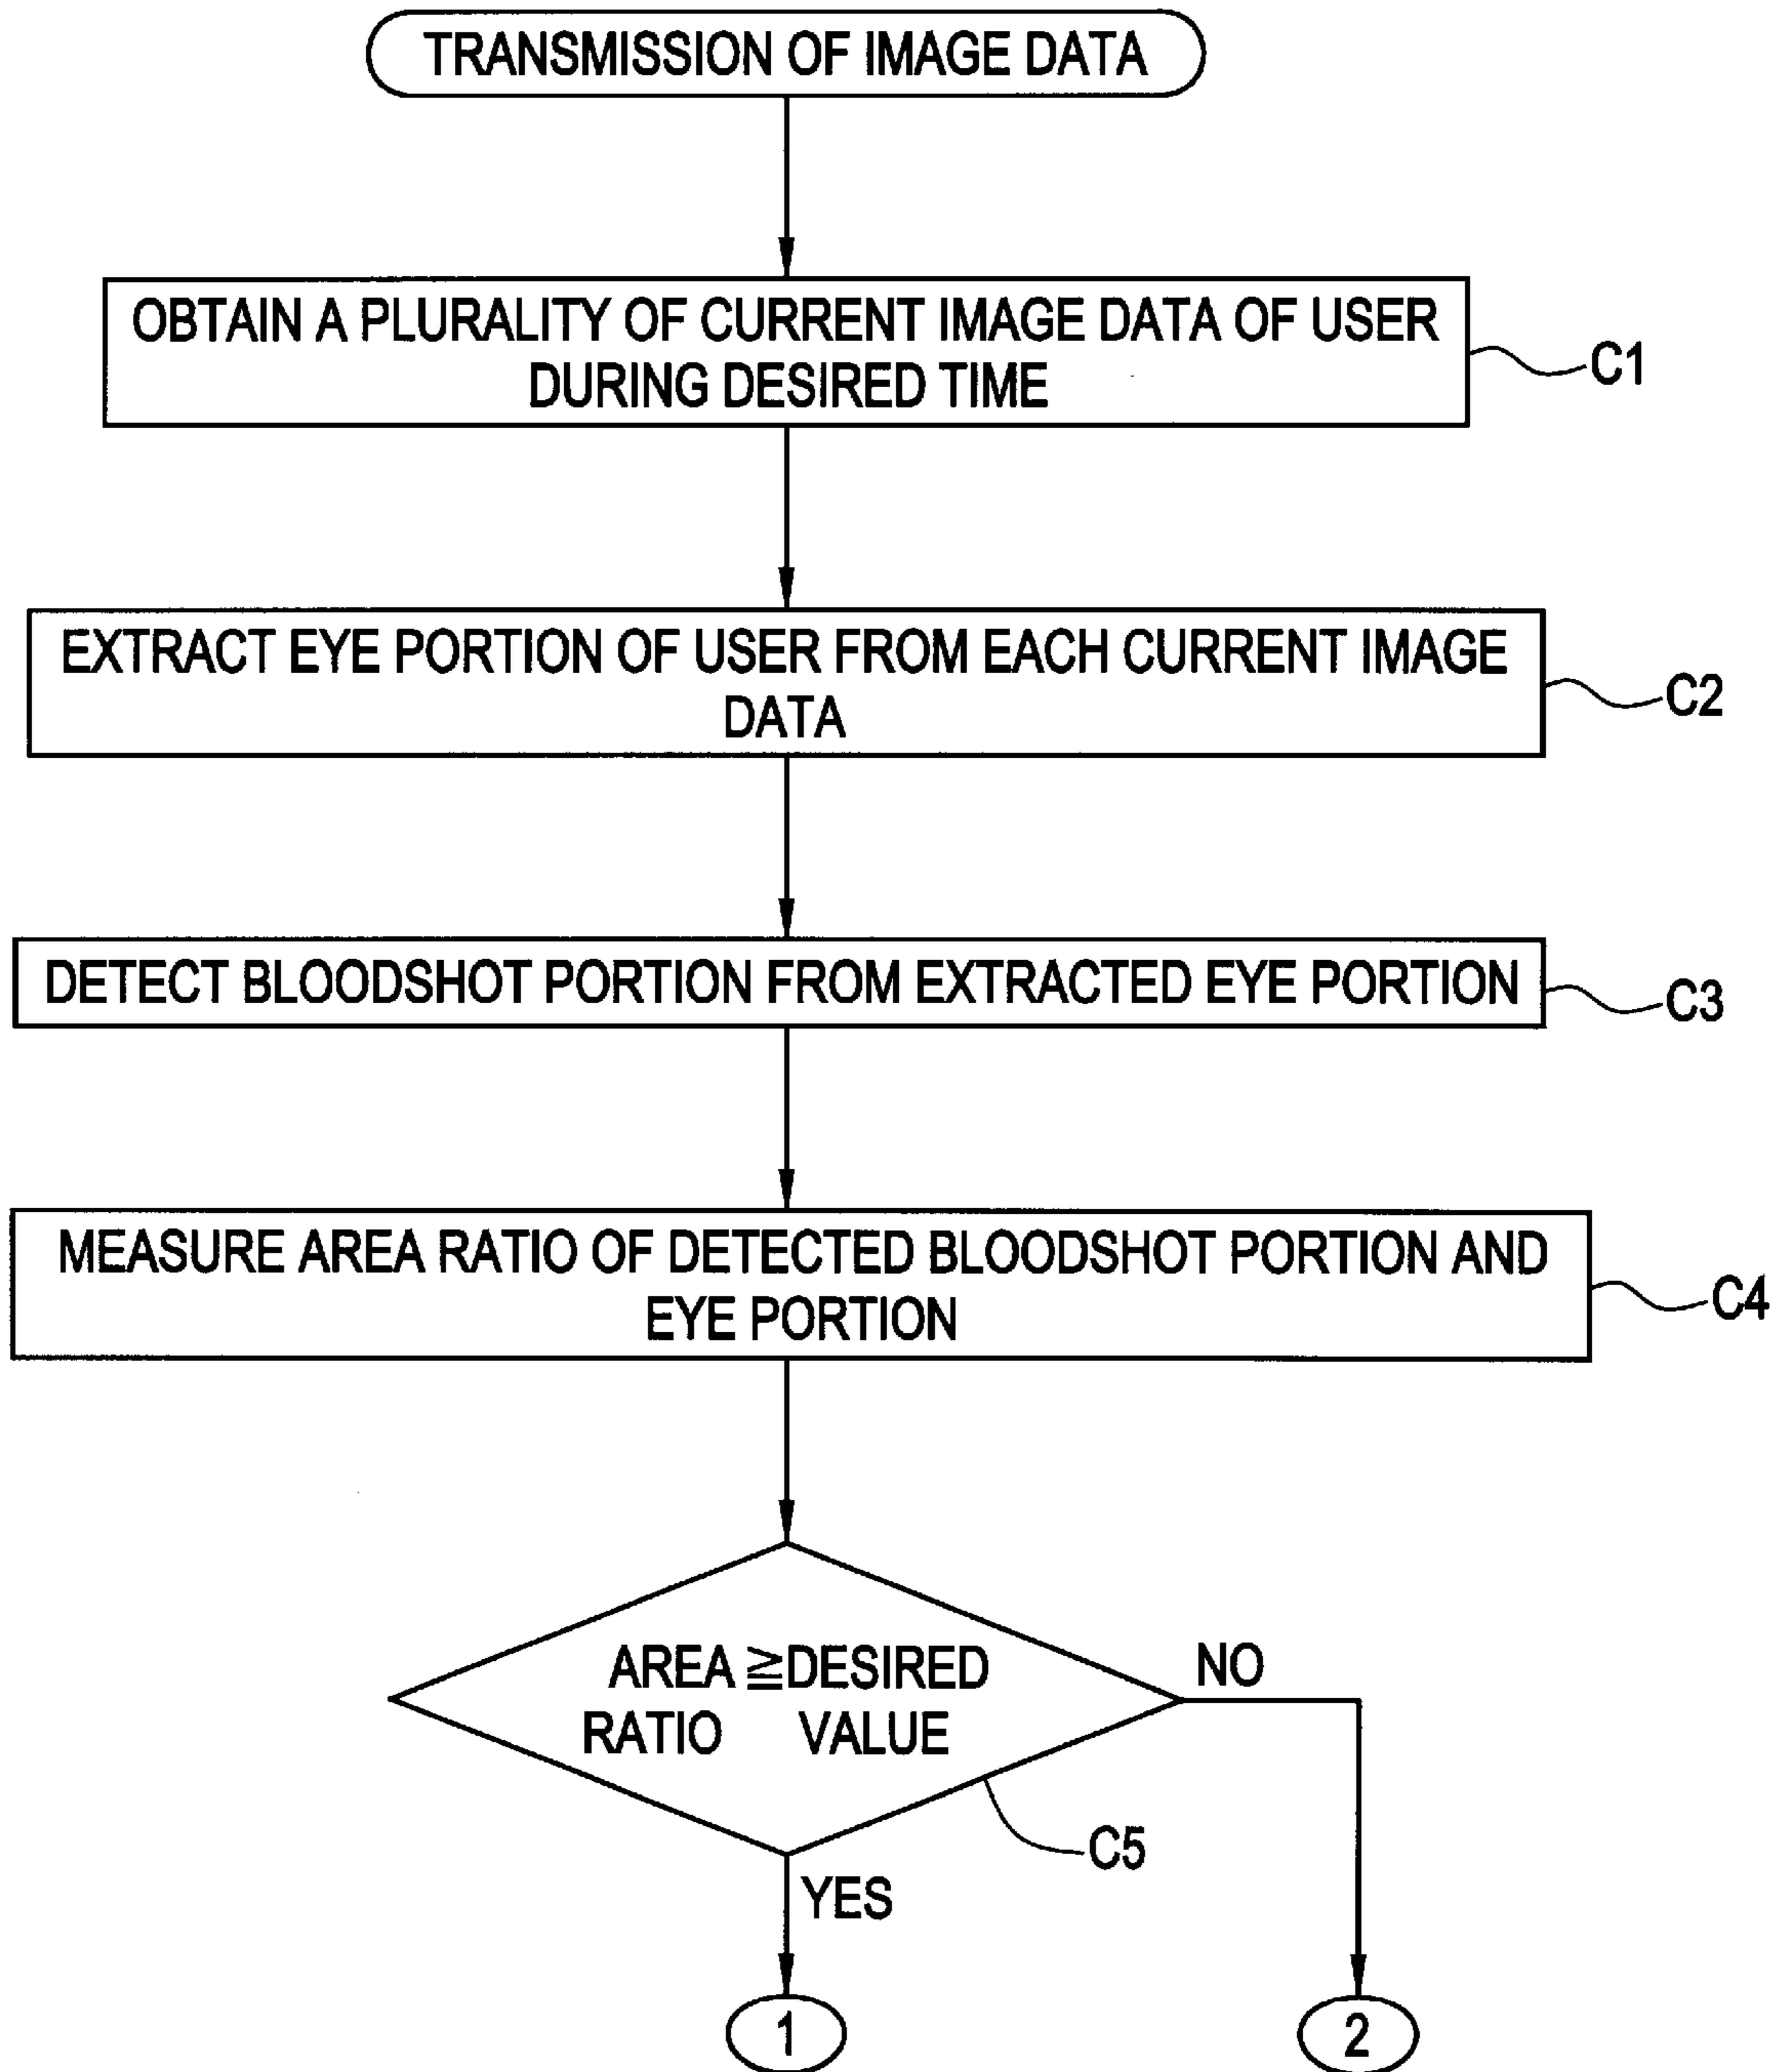 TRANSMISSION OF IMAGE DATA
OBTAIN A PLURALITY OF CURRENT IMAGE DATA OF USER
DURING DESIRED TIME
C1
EXTRACT EYE PORTION OF USER FROM EACH CURRENT IMAGE
DATA
C2
DETECT BLOODSHOT PORTION FROM EXTRACTED EYE PORTION
C3
MEASURE AREA RATIO OF DETECTED BLOODSHOT PORTION AND
EYE PORTION
C4
AREA ≧ DESIRED
RATIO VALUE
NO
C5
YES
1
2